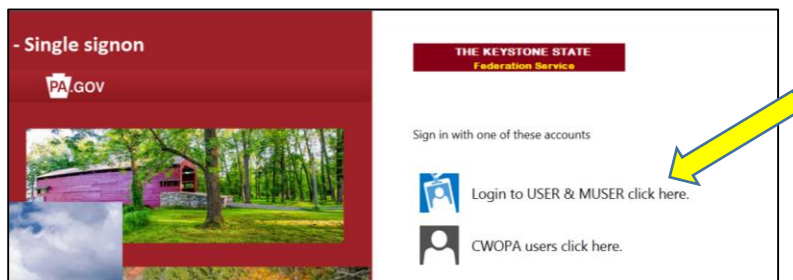 - Single signon
PA.GOV
THE KEYSTONE STATE
Federation Service
Sign in with one of these accounts
Login to USER & MUSER click here.
CWOPA users click here.